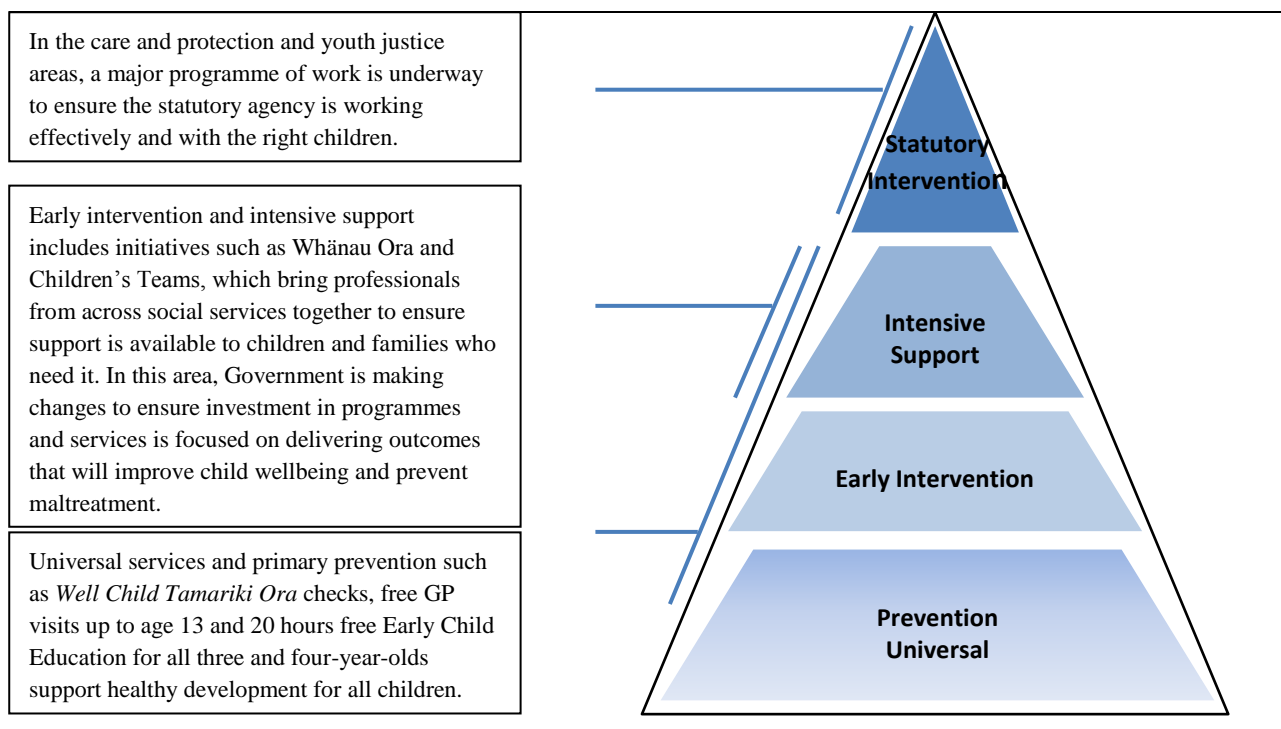 In the care and protection and youth justice
areas, a major programme of work is underway
to ensure the statutory agency is working
effectively and with the right children.
Early intervention and intensive support
includes initiatives such as Whänau Ora and
Children’s Teams, which bring professionals
from across social services together to ensure
support is available to children and families who
need it. In this area, Government is making
changes to ensure investment in programmes
and services is focused on delivering outcomes
that will improve child wellbeing and prevent
maltreatment.
Universal services and primary prevention such
as Well Child Tamariki Ora checks, free GP
visits up to age 13 and 20 hours free Early Child
Education for all three and four-year-olds
support healthy development for all children.
Statutory
Intervention
Intensive
Support
Early Intervention
Prevention
Universal